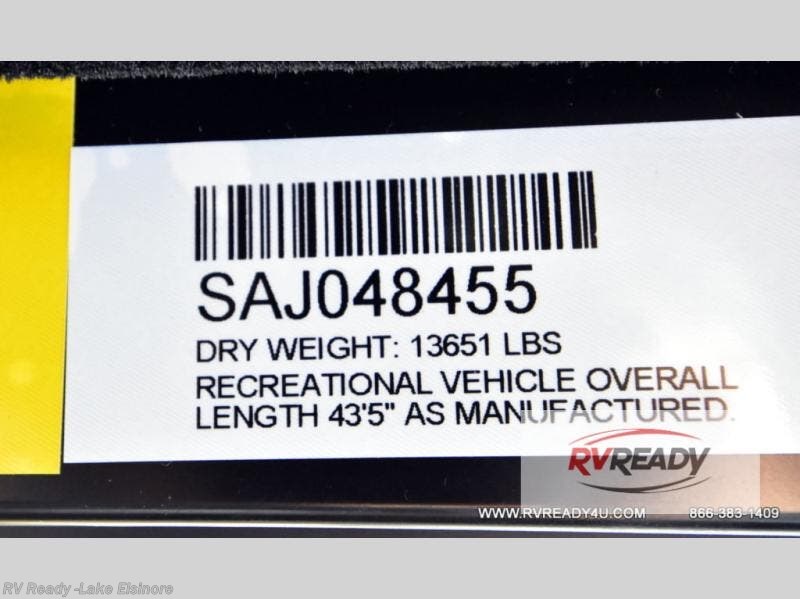 SAJ048455
DRY WEIGHT: 13651 LBS
RECREATIONAL VEHICLE OVERALL
LENGTH 43'5" AS MANUFACTURED.
RVREADY
WWW.RVREADY4U.COM 866-383-1409
RV Ready -Lake Elsinore